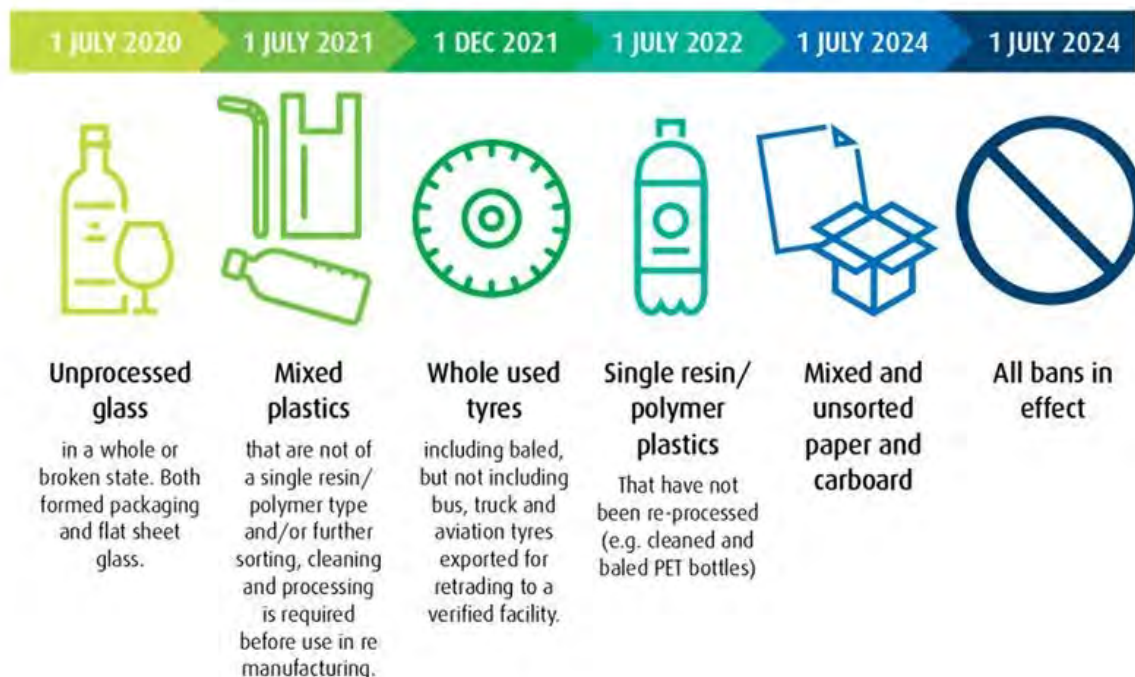 1 JULY 2020
1 JULY 2021
1 DEC 2021
1 JULY 2022
1 JULY 2024
1 JULY 2024
Unprocessed
glass
in a whole or
broken state. Both
formed packaging
and flat sheet
glass.
Mixed
plastics
that are not of
a single resin/
polymer type
and/or further
sorting, cleaning
and processing
is required
before use in re
manufacturing.
Whole used
tyres
including baled,
but not including
bus, truck and
aviation tyres
exported for
retrading to a
verified facility.
Single resin/
polymer
plastics
That have not
been re-processed
(e.g. cleaned and
baled PET bottles)
Mixed and
unsorted
paper and
carboard
All bans in
effect